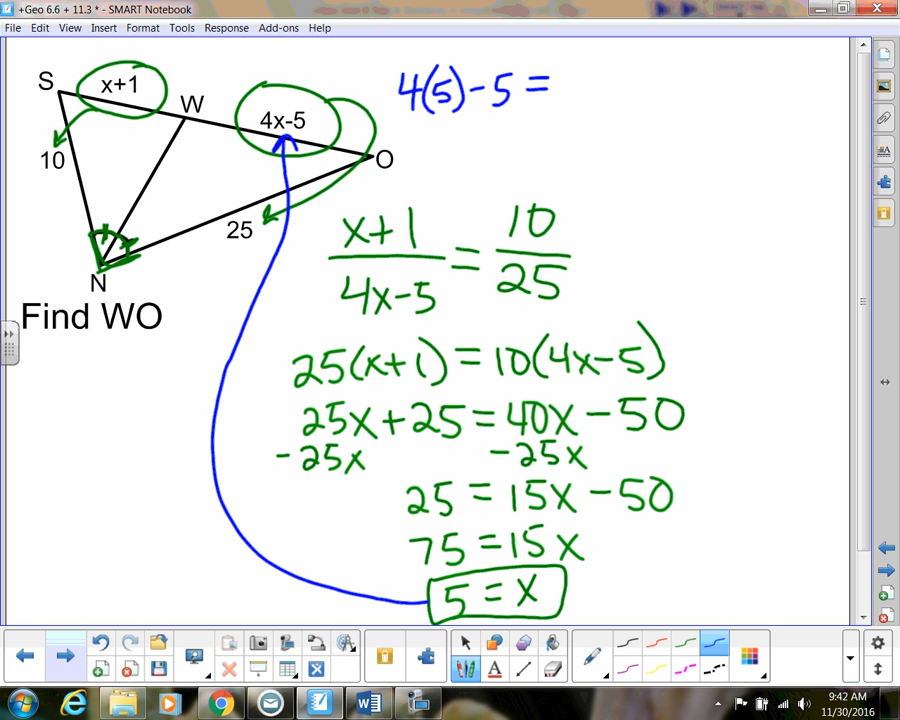 +Geo 6.6 + 11.3 * - SMART Notebook
File Edit View Insert Format Tools Response Add-ons Help
S x+1 W 4x-5 O
4(5)-5=
10
25
N
Find WO
x+1 / 4x-5 = 10 / 25
25(x+1)=10(4x-5)
25x+25=40x-50
-25x -25x
25=15x-50
75=15x
5=x
9:42 AM
11/30/2016